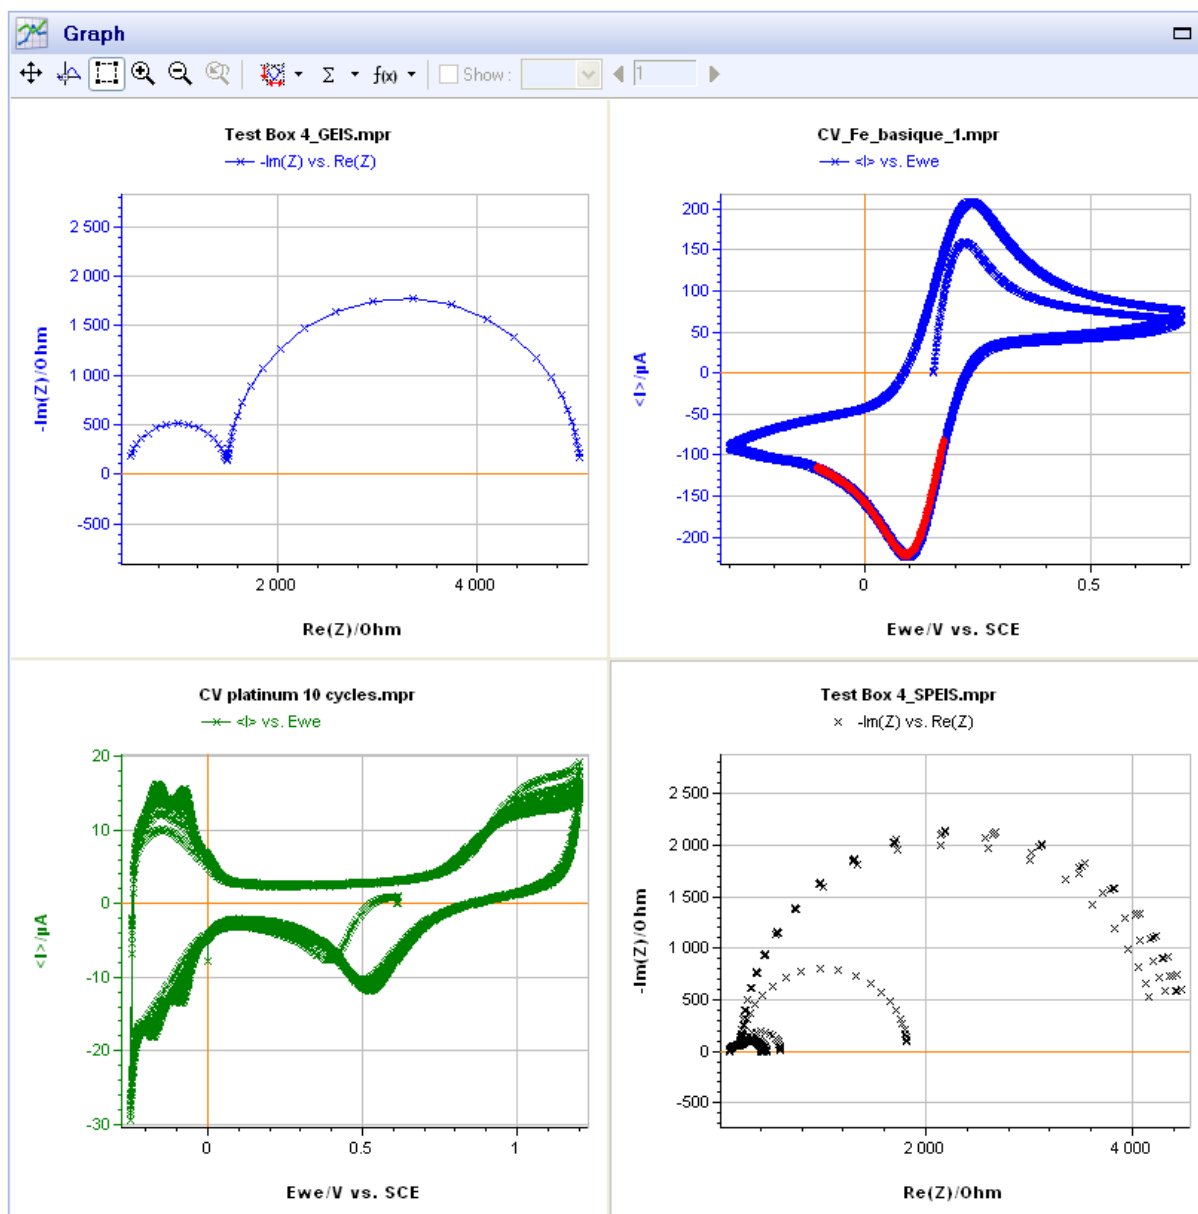 Graph
Σ f(x) Show : 1
Test Box 4_GEIS.mpr
-Im(Z) vs. Re(Z)
2 500
2 000
1 500
1 000
500
0
-500
-Im(Z)/Ohm
2 000 4 000
Re(Z)/Ohm
CV_Fe_basique_1.mpr
<I> vs. Ewe
200
150
100
50
0
-50
-100
-150
-200
<I>/µA
0 0.5
Ewe/V vs. SCE
CV platinum 10 cycles.mpr
<I> vs. Ewe
20
10
0
-10
-20
-30
<I>/µA
0 0.5 1
Ewe/V vs. SCE
Test Box 4_SPEIS.mpr
-Im(Z) vs. Re(Z)
2 500
2 000
1 500
1 000
500
0
-500
-Im(Z)/Ohm
2 000 4 000
Re(Z)/Ohm